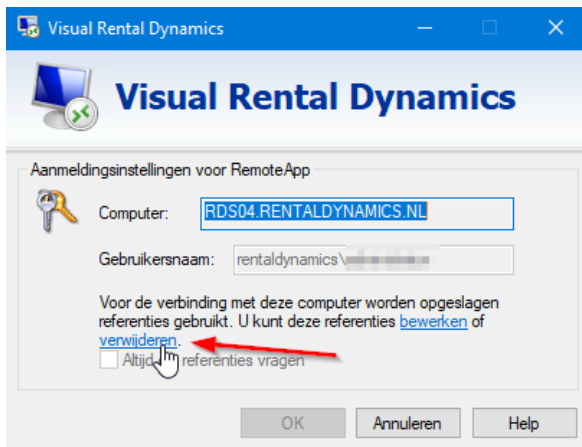 Visual Rental Dynamics
Visual Rental Dynamics
Aanmeldingsinstellingen voor RemoteApp
Computer: RDS04.RENTALDYNAMICS.NL
Gebruikersnaam: rentaldynamics\
Voor de verbinding met deze computer worden opgeslagen
referenties gebruikt. U kunt deze referenties bewerken of
verwijderen.
Altijd referenties vragen
OK Annuleren Help